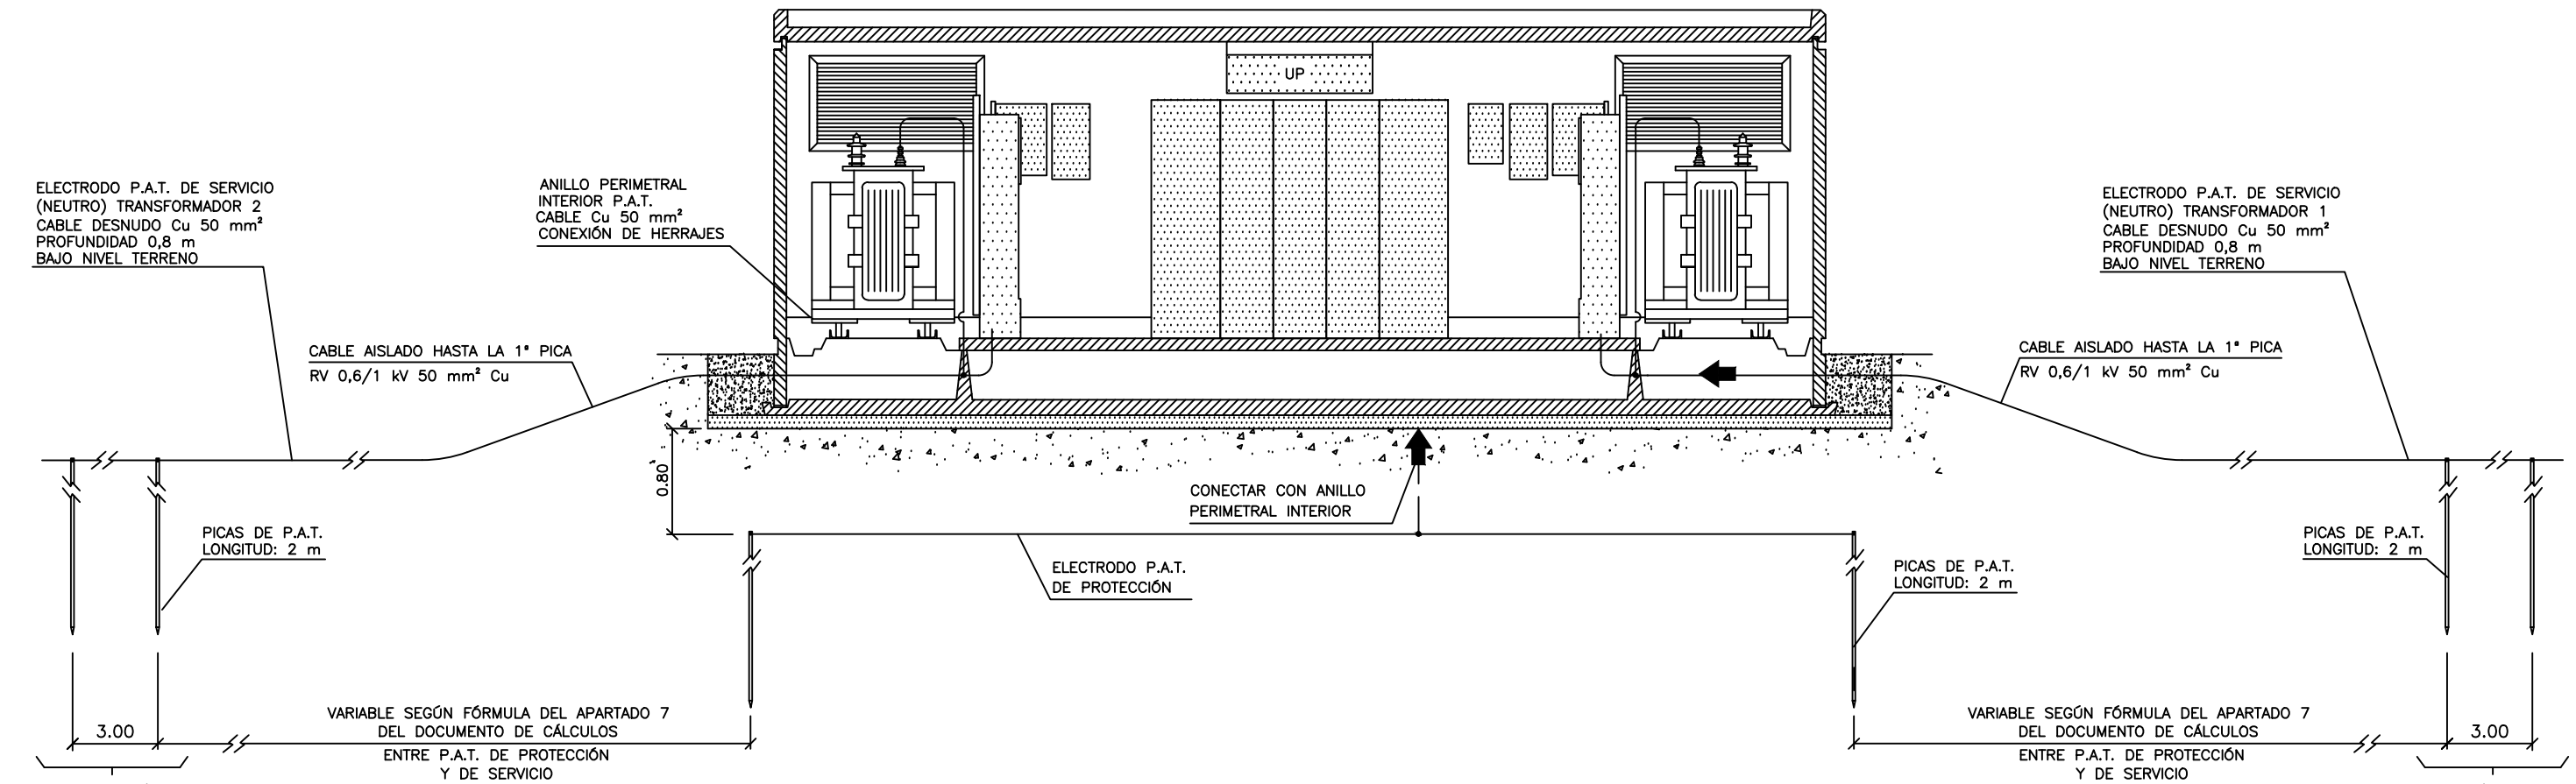 UP
ELECTRODO P.A.T. DE SERVICIO
(NEUTRO) TRANSFORMADOR 2
CABLE DESNUDO Cu 50 mm²
PROFUNDIDAD 0,8 m
BAJO NIVEL TERRENO
ANILLO PERIMETRAL
INTERIOR P.A.T.
CABLE Cu 50 mm²
CONEXIÓN DE HERRAJES
ELECTRODO P.A.T. DE SERVICIO
(NEUTRO) TRANSFORMADOR 1
CABLE DESNUDO Cu 50 mm²
PROFUNDIDAD 0,8 m
BAJO NIVEL TERRENO
CABLE AISLADO HASTA LA 1ª PICA
RV 0,6/1 kV 50 mm² Cu
CABLE AISLADO HASTA LA 1ª PICA
RV 0,6/1 kV 50 mm² Cu
0.80
CONECTAR CON ANILLO
PERIMETRAL INTERIOR
PICAS DE P.A.T.
LONGITUD: 2 m
ELECTRODO P.A.T.
DE PROTECCIÓN
PICAS DE P.A.T.
LONGITUD: 2 m
PICAS DE P.A.T.
LONGITUD: 2 m
3.00
VARIABLE SEGÚN FÓRMULA DEL APARTADO 7
DEL DOCUMENTO DE CÁLCULOS
ENTRE P.A.T. DE PROTECCIÓN
Y DE SERVICIO
VARIABLE SEGÚN FÓRMULA DEL APARTADO 7
DEL DOCUMENTO DE CÁLCULOS
ENTRE P.A.T. DE PROTECCIÓN
Y DE SERVICIO
3.00